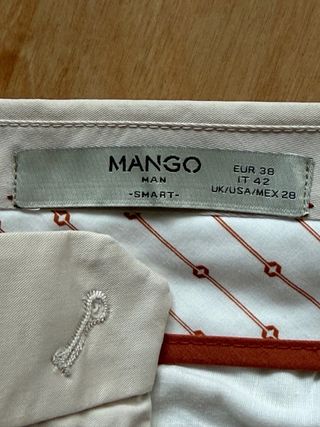 MANGO
MAN
-SMART-
EUR 38
IT 42
UK/USA/MEX 28